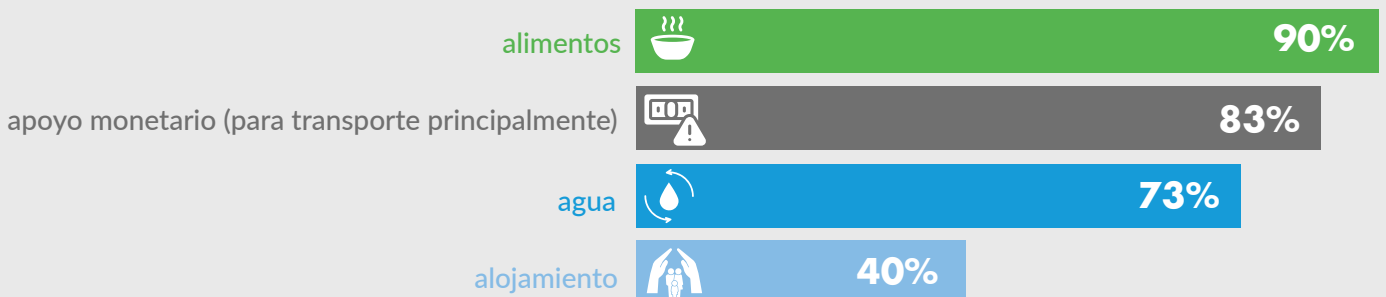 alimentos 90%
apoyo monetario (para transporte principalmente) 83%
agua 73%
alojamiento 40%